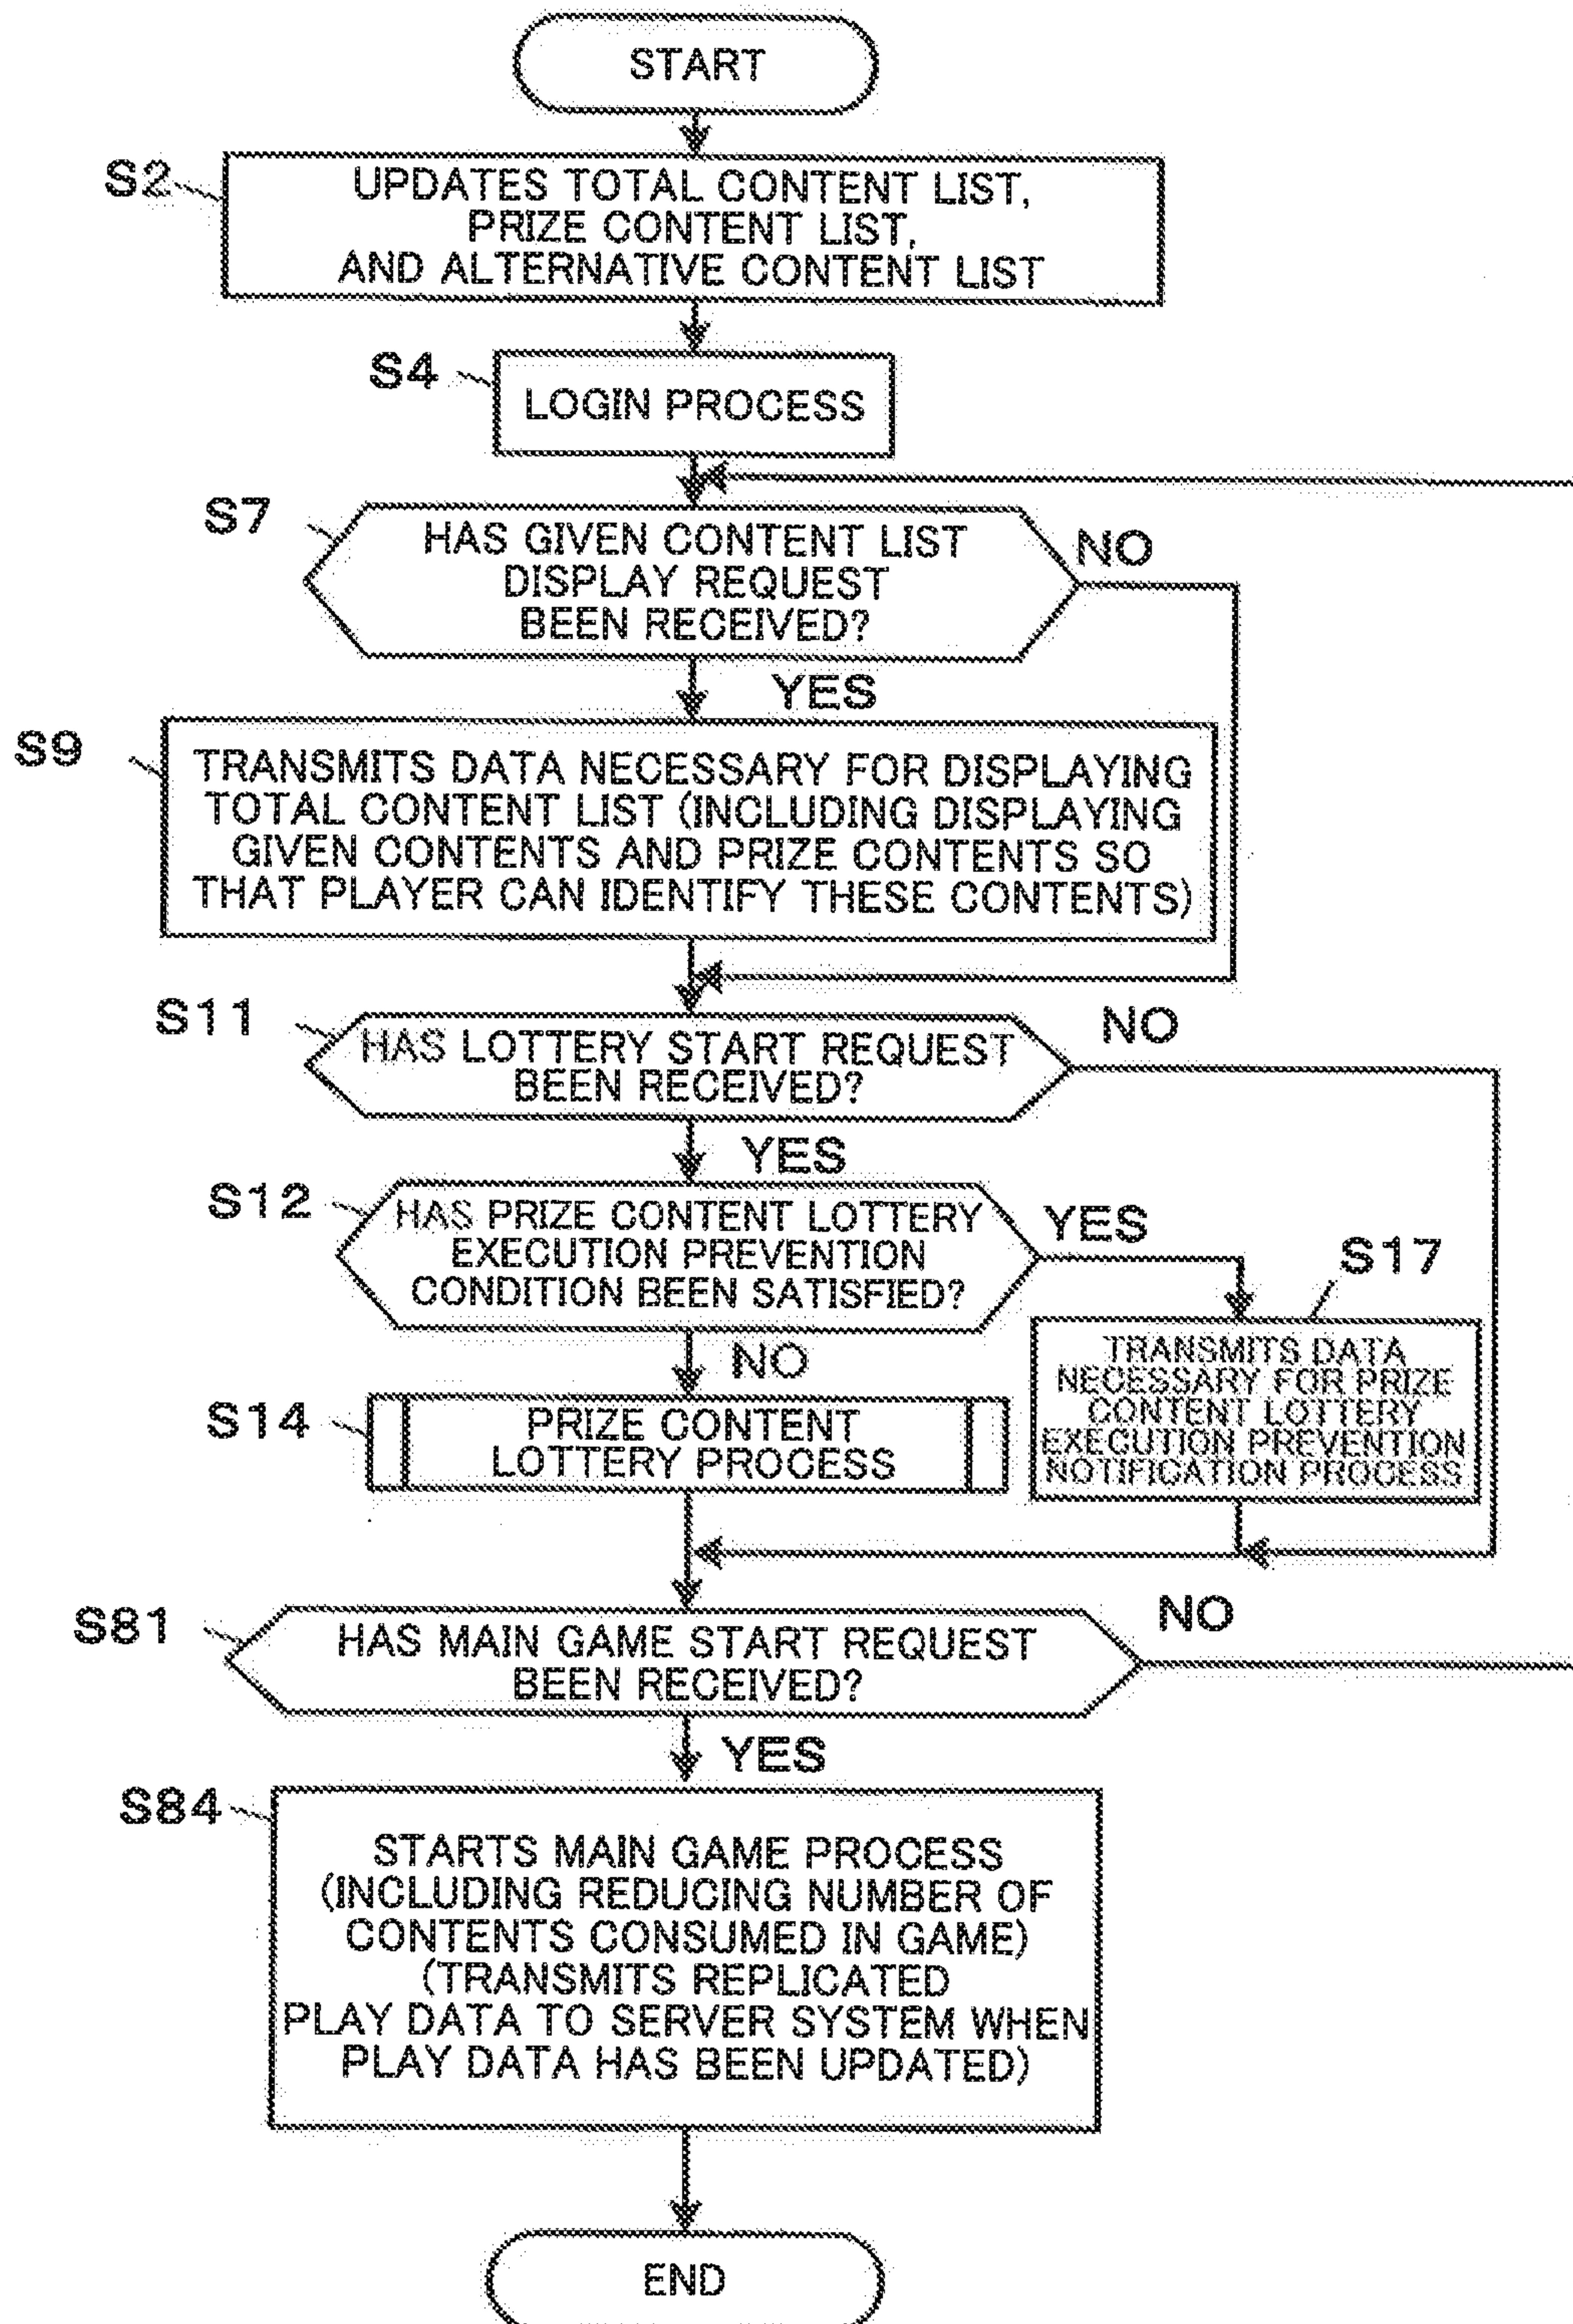 START
S2
UPDATES TOTAL CONTENT LIST,
PRIZE CONTENT LIST,
AND ALTERNATIVE CONTENT LIST
S4
LOGIN PROCESS
S7
HAS GIVEN CONTENT LIST
DISPLAY REQUEST
BEEN RECEIVED?
NO
YES
S9
TRANSMITS DATA NECESSARY FOR DISPLAYING
TOTAL CONTENT LIST (INCLUDING DISPLAYING
GIVEN CONTENTS AND PRIZE CONTENTS SO
THAT PLAYER CAN IDENTIFY THESE CONTENTS)
S11
HAS LOTTERY START REQUEST
BEEN RECEIVED?
NO
YES
S12
HAS PRIZE CONTENT LOTTERY
EXECUTION PREVENTION
CONDITION BEEN SATISFIED?
YES
S17
TRANSMITS DATA
NECESSARY FOR PRIZE
CONTENT LOTTERY
EXECUTION PREVENTION
NOTIFICATION PROCESS
NO
S14
PRIZE CONTENT
LOTTERY PROCESS
S81
HAS MAIN GAME START REQUEST
BEEN RECEIVED?
NO
YES
S84
STARTS MAIN GAME PROCESS
(INCLUDING REDUCING NUMBER OF
CONTENTS CONSUMED IN GAME)
(TRANSMITS REPLICATED
PLAY DATA TO SERVER SYSTEM WHEN
PLAY DATA HAS BEEN UPDATED)
END